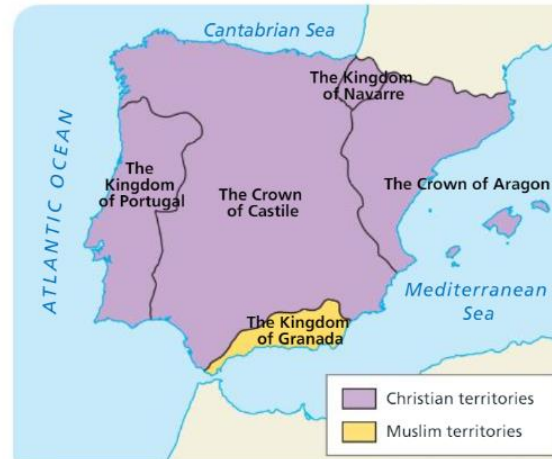 Cantabrian Sea
The Kingdom
of Navarre
ATLANTIC OCEAN
The
Kingdom
of Portugal
The Crown
of Castile
The Crown of Aragon
Mediterranean
Sea
The Kingdom
of Granada
Christian territories
Muslim territories